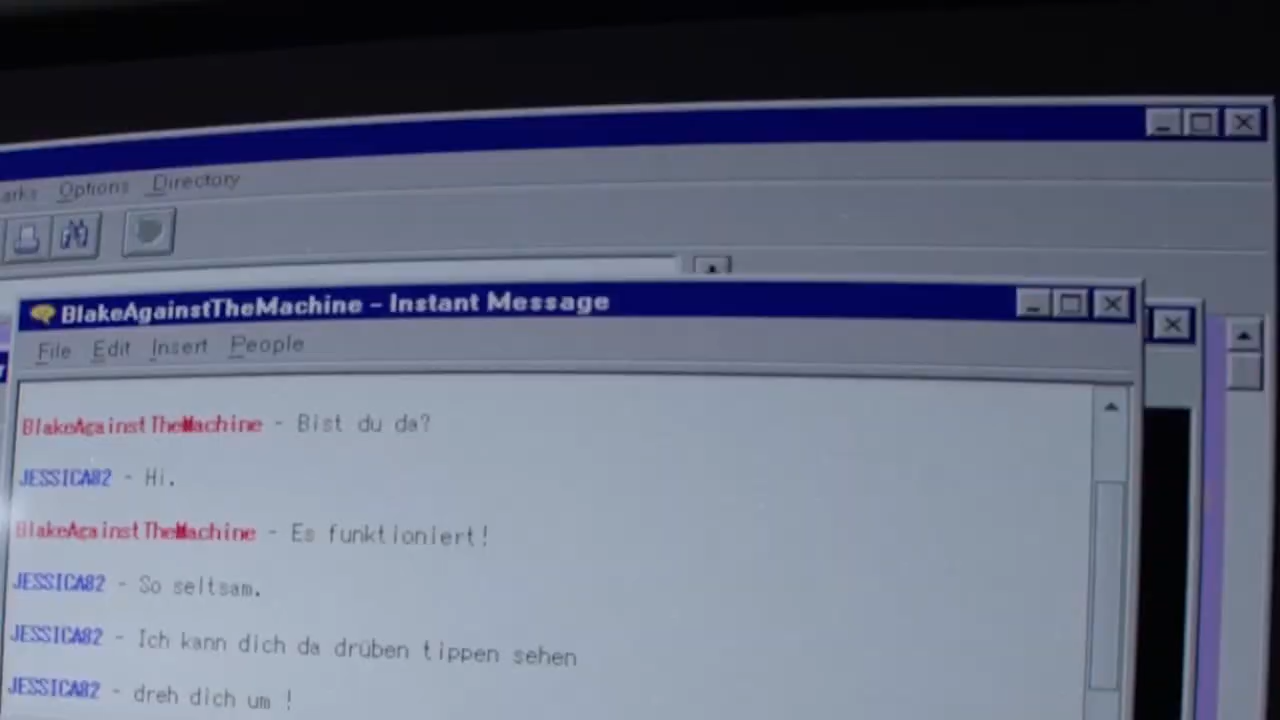 Options Directory
BlakeAgainstTheMachine - Instant Message
File Edit Insert People
BlakeAgainstTheMachine - Bist du da?
JESSICA82 - Hi.
BlakeAgainstTheMachine - Es funktioniert!
JESSICA82 - So seltsam.
JESSICA82 - Ich kann dich da drüben tippen sehen
JESSICA82 - dreh dich um !